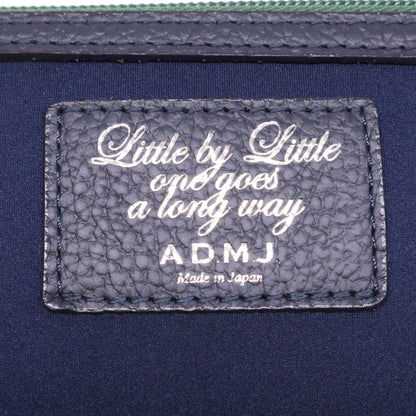 Little by Little
one goes
a long way
ADMJ
Made in Japan